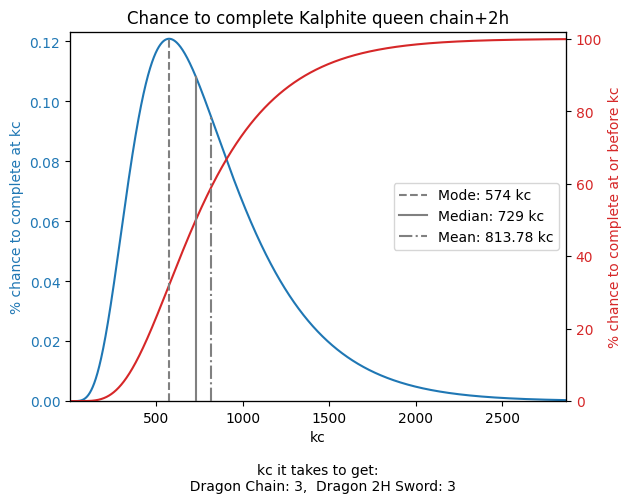 Chance to complete Kalphite queen chain+2h
0.12
0.10
0.08
0.06
0.04
0.02
0.00
% chance to complete at kc
100
80
60
40
20
0
% chance to complete at or before kc
Mode: 574 kc
Median: 729 kc
Mean: 813.78 kc
500 1000 1500 2000 2500
kc
kc it takes to get:
Dragon Chain: 3,  Dragon 2H Sword: 3